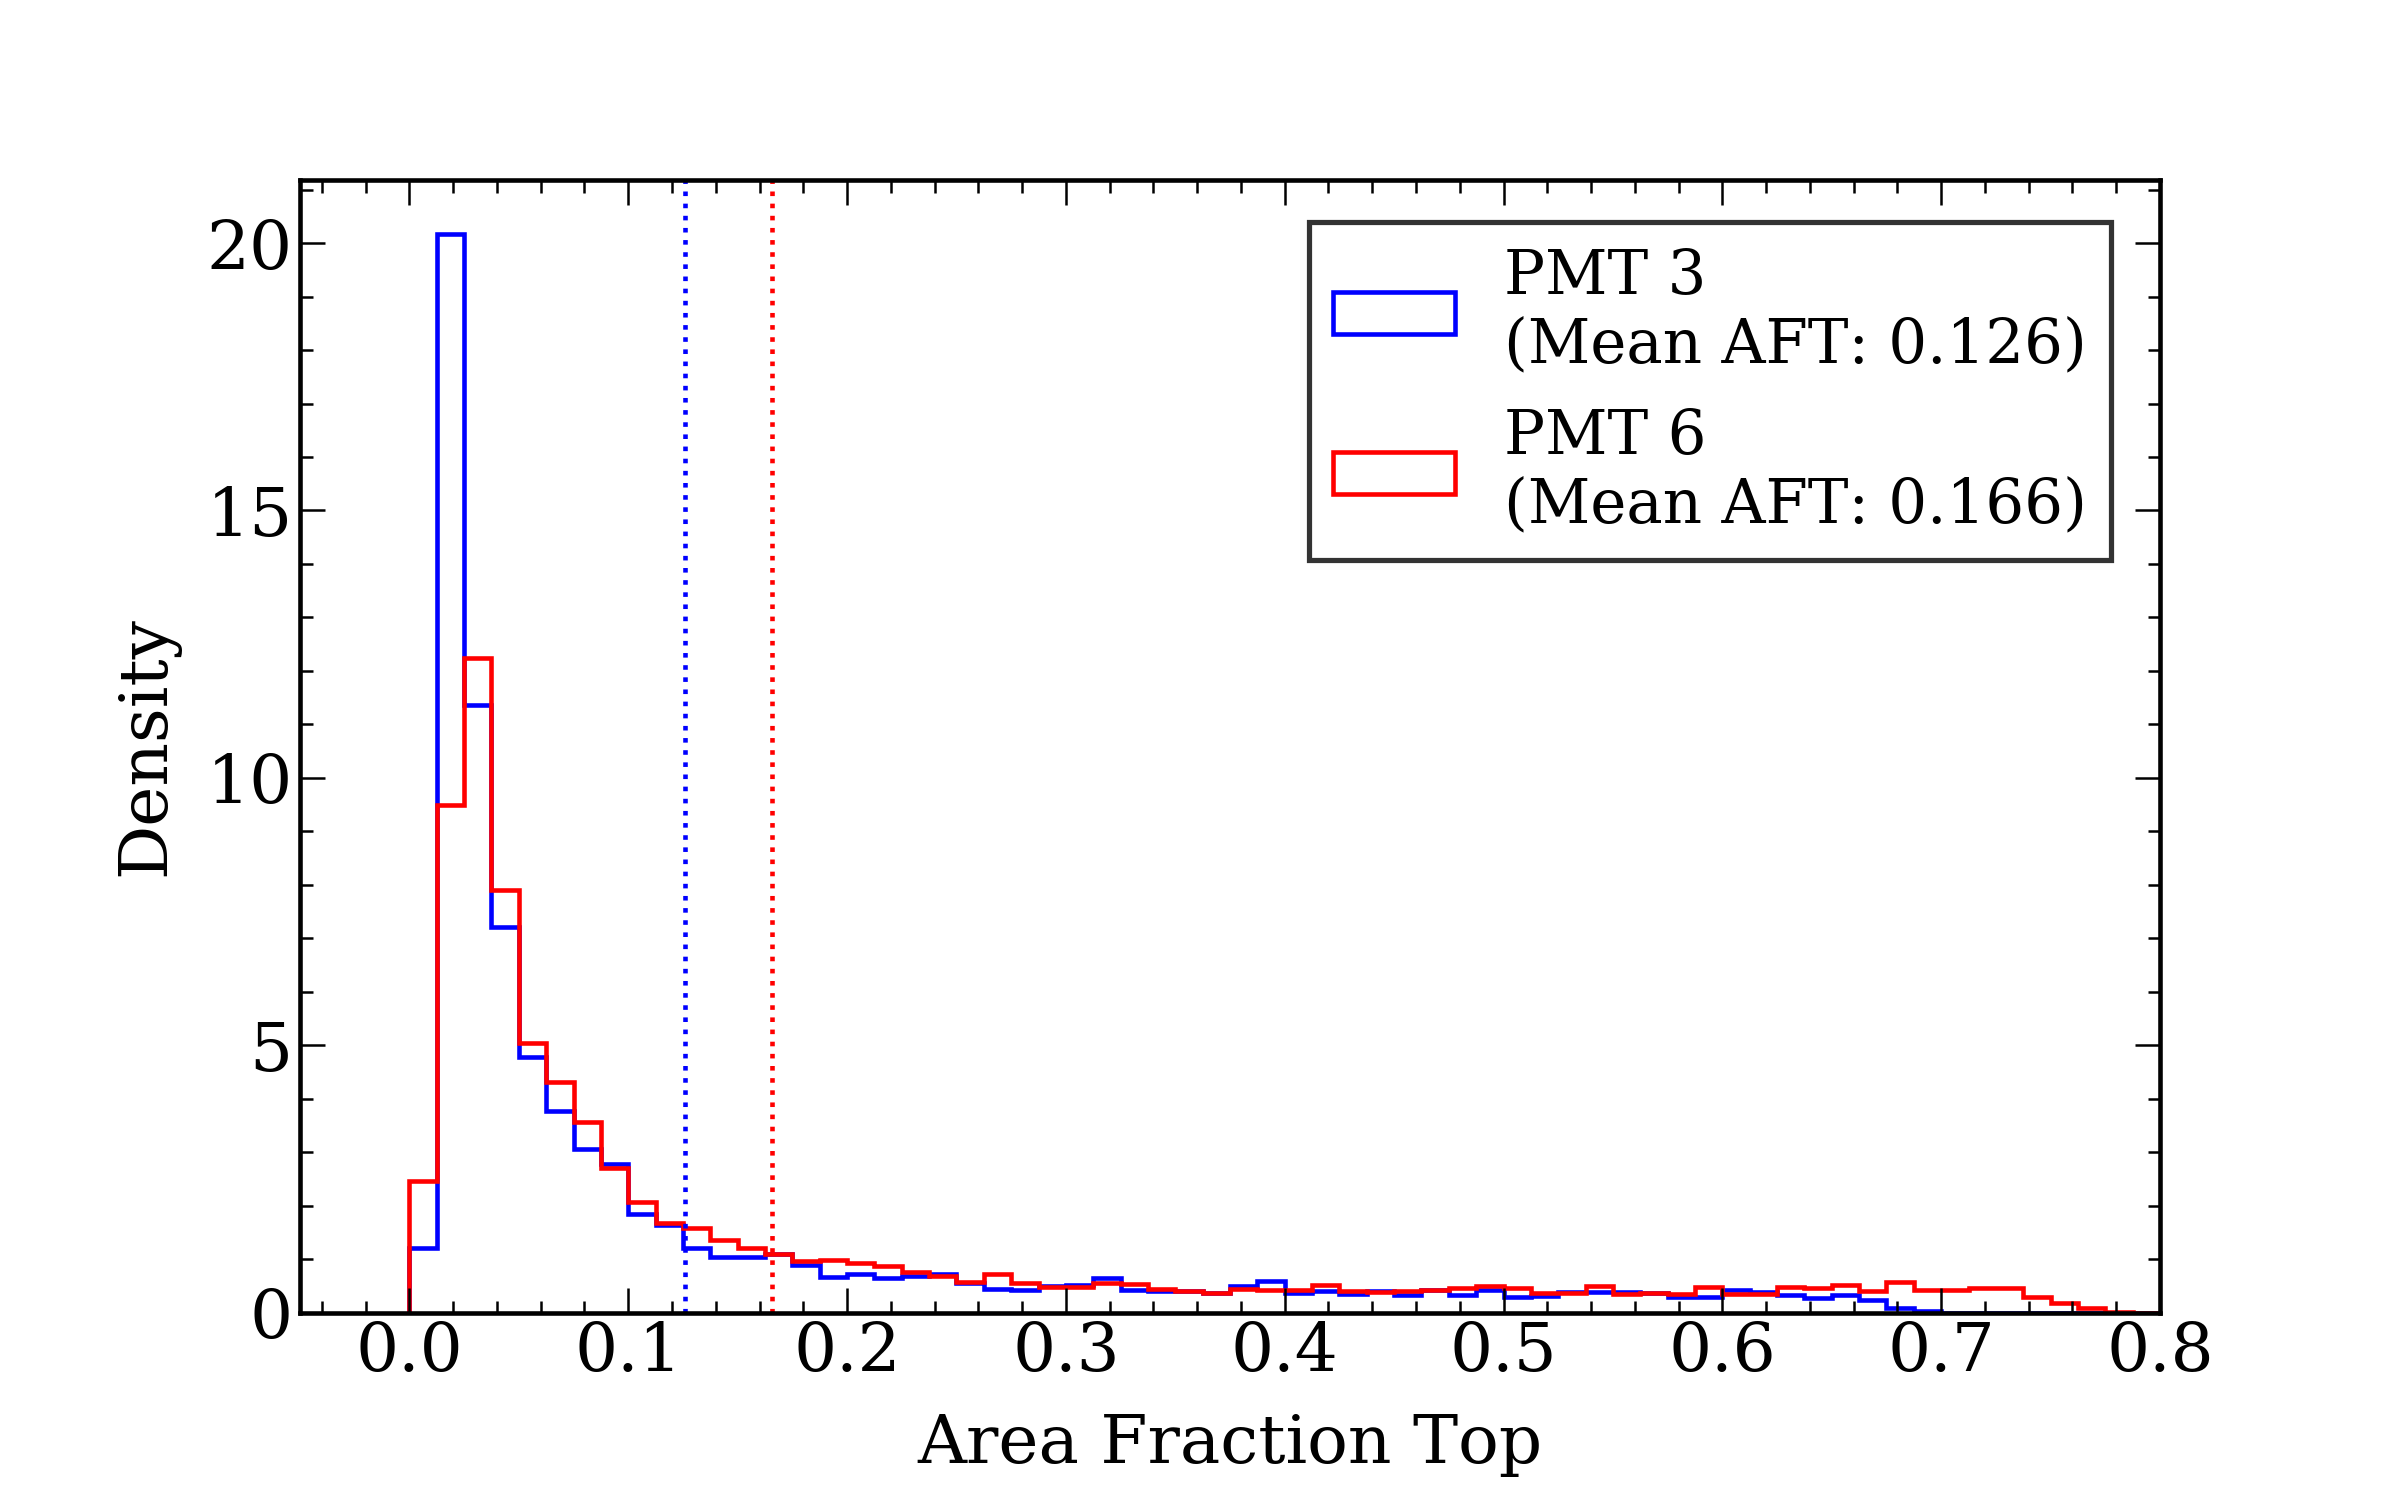 20
15
10
5
0
Density
0.0 0.1 0.2 0.3 0.4 0.5 0.6 0.7 0.8
Area Fraction Top
PMT 3
(Mean AFT: 0.126)
PMT 6
(Mean AFT: 0.166)